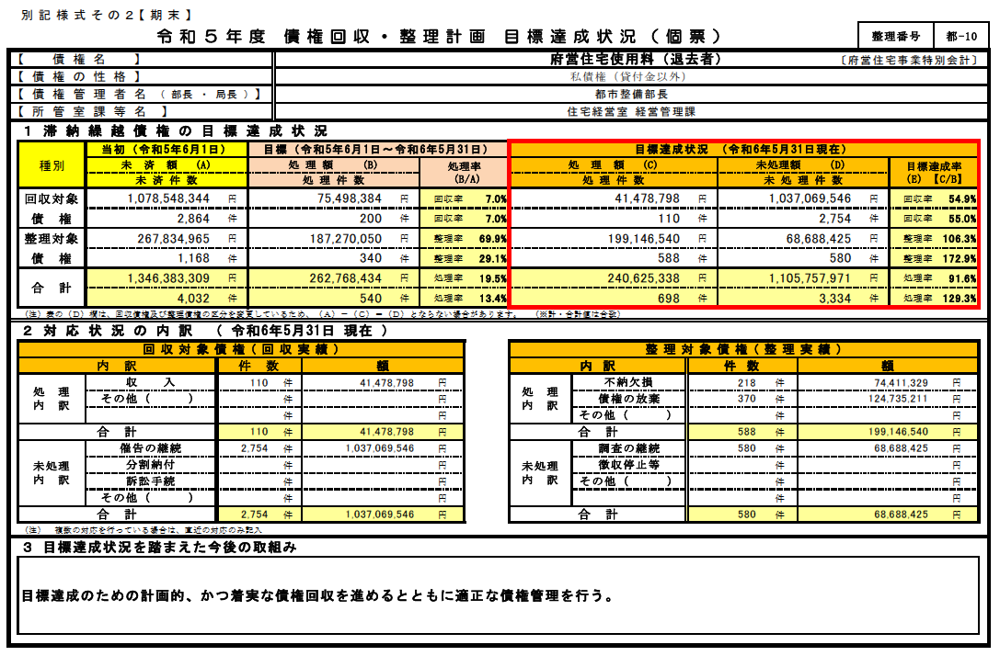 別記様式その2【期末】
令和5年度 債権回収・整理計画 目標達成状況(個票)
整理番号 都-10
【 債権名 】 府営住宅使用料(退去者) 〔府営住宅事業特別会計〕
【 債権の性格 】 私債権(貸付金以外)
【 債権管理者名 (部長・局長) 】 都市整備部長
【 所管室課等名 】 住宅経営室 経営管理課
1 滞納繰越債権の目標達成状況
種別 当初(令和5年6月1日) 目標(令和5年6月1日~令和6年5月31日) 目標達成状況 (令和6年5月31日現在)
未済額 (A) 処理額 (B) 処理率 (B/A) 処理額 (C) 未処理額 (D) 目標達成率 (E)【C/B】
未済件数 処理件数 処理件数 未処理件数
回収対象 1,078,548,344 円 75,498,384 円 回収率 7.0% 41,478,798 円 1,037,069,546 円 回収率 54.9%
債権 2,864 件 200 件 回収率 7.0% 110 件 2,754 件 回収率 55.0%
整理対象 267,834,965 円 187,270,050 円 整理率 69.9% 199,146,540 円 68,688,425 円 整理率 106.3%
債権 1,168 件 340 件 整理率 29.1% 588 件 580 件 整理率 172.9%
合計 1,346,383,309 円 262,768,434 円 処理率 19.5% 240,625,338 円 1,105,757,971 円 処理率 91.6%
4,032 件 540 件 処理率 13.4% 698 件 3,334 件 処理率 129.3%
(注)表の(D)欄は、回収債権及び整理債権の区分を変更しているため、(A)-(C)=(D)とならない場合があります。 (※計・合計値は合致)
2 対応状況の内訳 (令和6年5月31日 現在)
回収対象債権(回収実績)
内訳 件数 額
処理内訳 収入 110 件 41,478,798 円
その他( ) 件 円
件 円
合計 110 件 41,478,798 円
未処理内訳 催告の継続 2,754 件 1,037,069,546 円
分割納付 件 円
訴訟手続 件 円
その他( ) 件 円
合計 2,754 件 1,037,069,546 円
整理対象債権(整理実績)
内訳 件数 額
処理内訳 不納欠損 218 件 74,411,329 円
債権の放棄 370 件 124,735,211 円
その他( ) 件 円
合計 588 件 199,146,540 円
未処理内訳 調査の継続 580 件 68,688,425 円
徴収停止等 件 円
その他( ) 件 円
件 円
合計 580 件 68,688,425 円
(注) 複数の対応を行っている場合は、直近の対応のみ記入
3 目標達成状況を踏まえた今後の取組み
目標達成のための計画的、かつ着実な債権回収を進めるとともに適正な債権管理を行う。